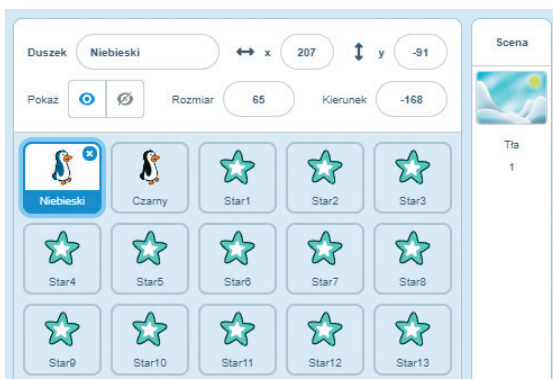 Duszek Niebieski x 207 y -91
Pokaż Rozmiar 65 Kierunek -168
Niebieski Czarny Star1 Star2 Star3
Star4 Star5 Star6 Star7 Star8
Star9 Star10 Star11 Star12 Star13
Scena
Tła
1